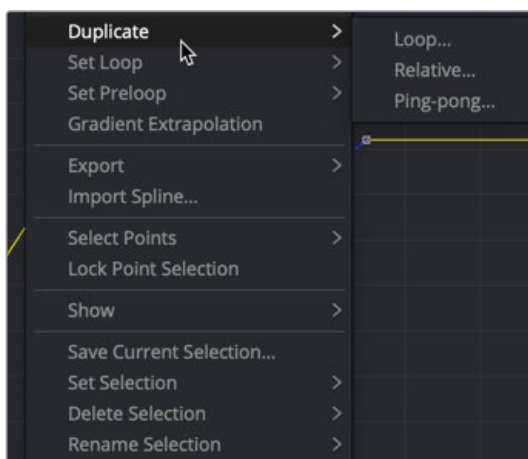 Duplicate
Set Loop
Set Preloop
Gradient Extrapolation
Export
Import Spline...
Select Points
Lock Point Selection
Show
Save Current Selection...
Set Selection
Delete Selection
Rename Selection
Loop...
Relative...
Ping-pong...